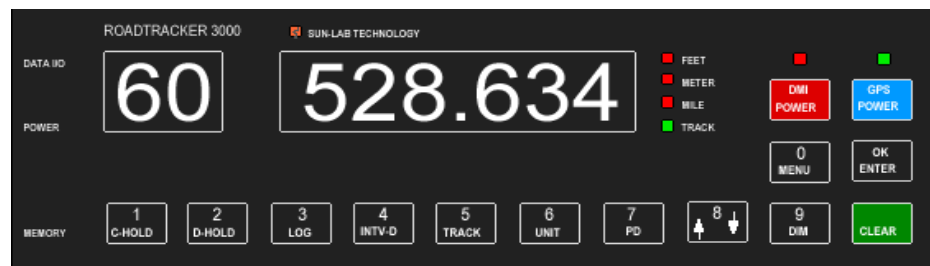 ROADTRACKER 3000
SUN-LAB TECHNOLOGY
DATA I/O
60
528.634
FEET
METER
MILE
TRACK
DMI
POWER
GPS
POWER
POWER
0
MENU
OK
ENTER
MEMORY
1
C-HOLD
2
D-HOLD
3
LOG
4
INTV-D
5
TRACK
6
UNIT
7
PD
8
9
DIM
CLEAR